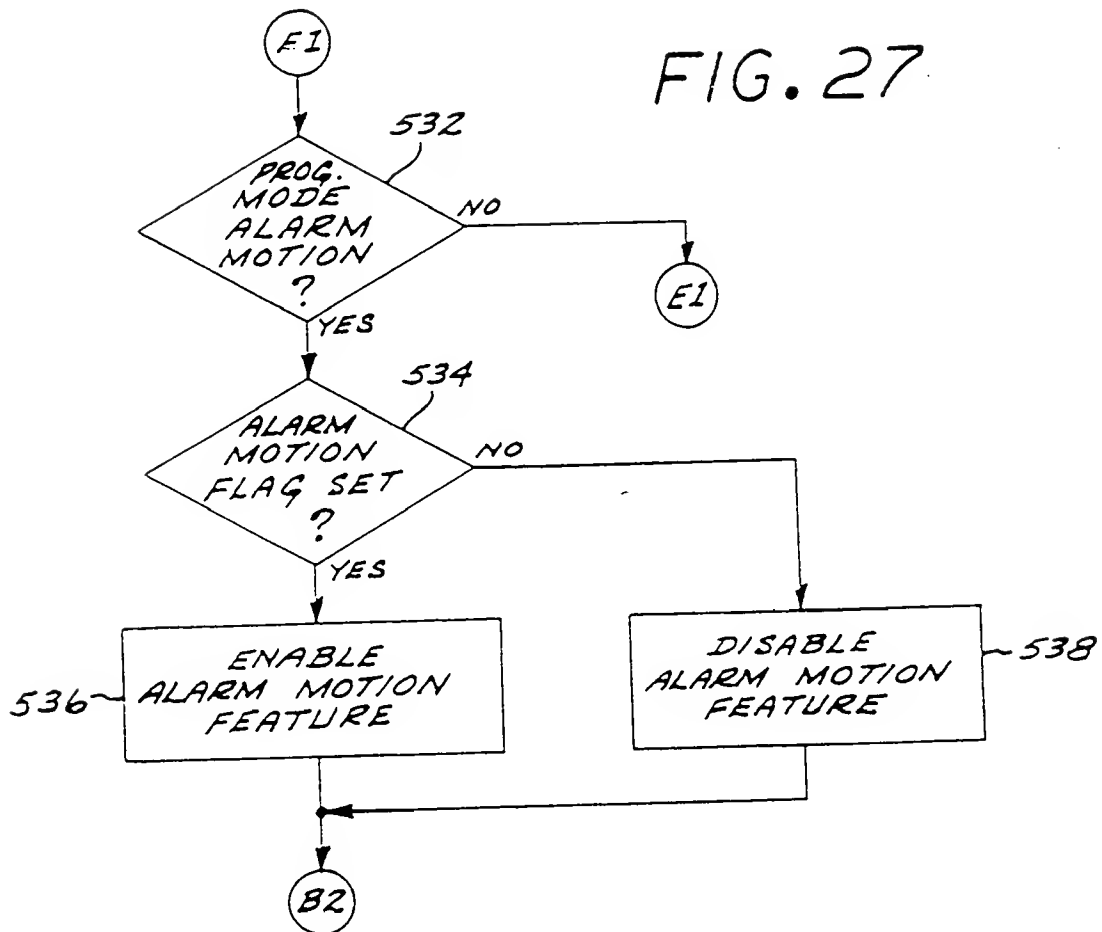 E1
FIG. 27
532
PROG.
MODE
ALARM
MOTION
?
NO
E1
YES
534
ALARM
MOTION
FLAG SET
?
NO
YES
536
ENABLE
ALARM MOTION
FEATURE
DISABLE
ALARM MOTION
FEATURE
538
B2